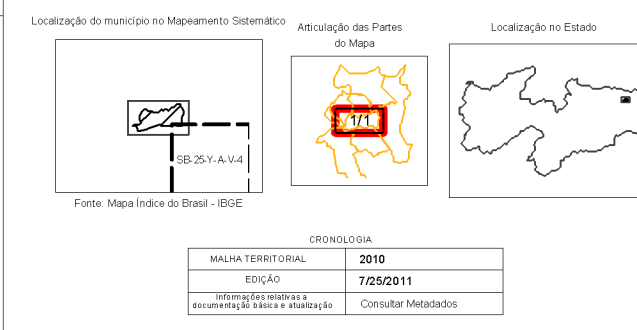 Localização do município no Mapeamento Sistemático
Articulação das Partes
do Mapa
Localização no Estado
1/1
SB-25-Y-A-V-4
Fonte: Mapa Índice do Brasil - IBGE
CRONOLOGIA
MALHA TERRITORIAL 2010
EDIÇÃO 7/25/2011
Informações relativas a
documentação básica e atualização Consultar Metadados